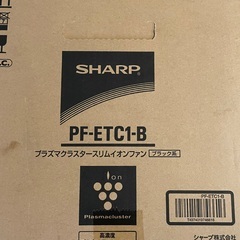 C.
SHARP
PF-ETC1-B
プラズマクラスタースリムイオンファン ブラック系
ion
Plasmacluster
高濃度
PF-ETC1-B
シャープ株式会社